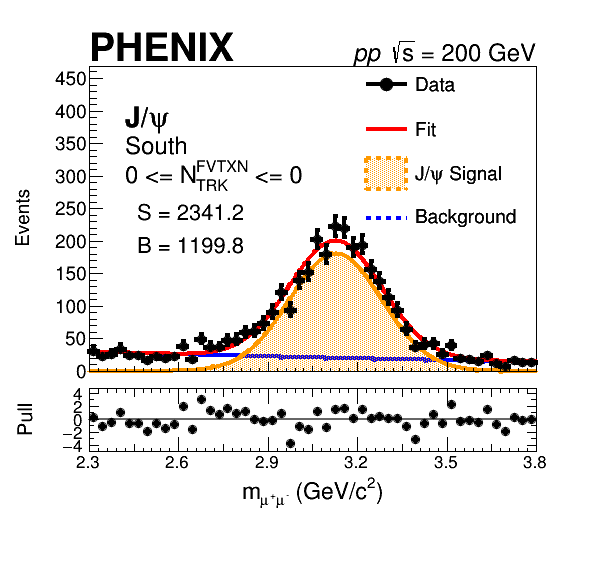 PHENIX pp √s = 200 GeV
450
400
350
300
250
200
150
100
50
0
Events
J/ψ
South
0 <= N_TRK^FVTXN <= 0
S = 2341.2
B = 1199.8
Data
Fit
J/ψ Signal
Background
4
2
0
−2
−4
Pull
2.3 2.6 2.9 3.2 3.5 3.8
m_μ⁺μ⁻ (GeV/c²)